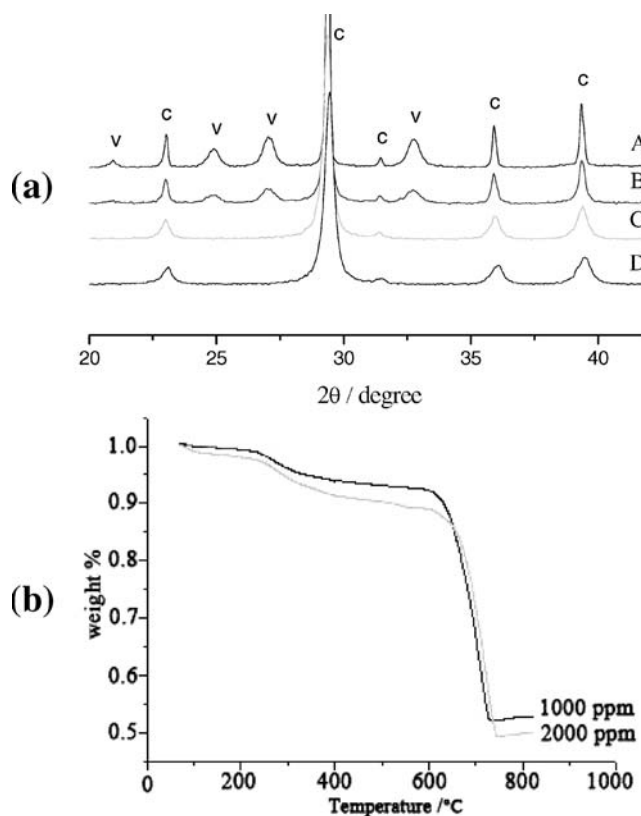 c
c
c
c
c
v
v
v
v
A
B
C
D
(a)
20 25 30 35 40
2θ / degree
(b)
weight %
1.0
0.9
0.8
0.7
0.6
0.5
1000 ppm
2000 ppm
0 200 400 600 800 1000
Temperature /°C